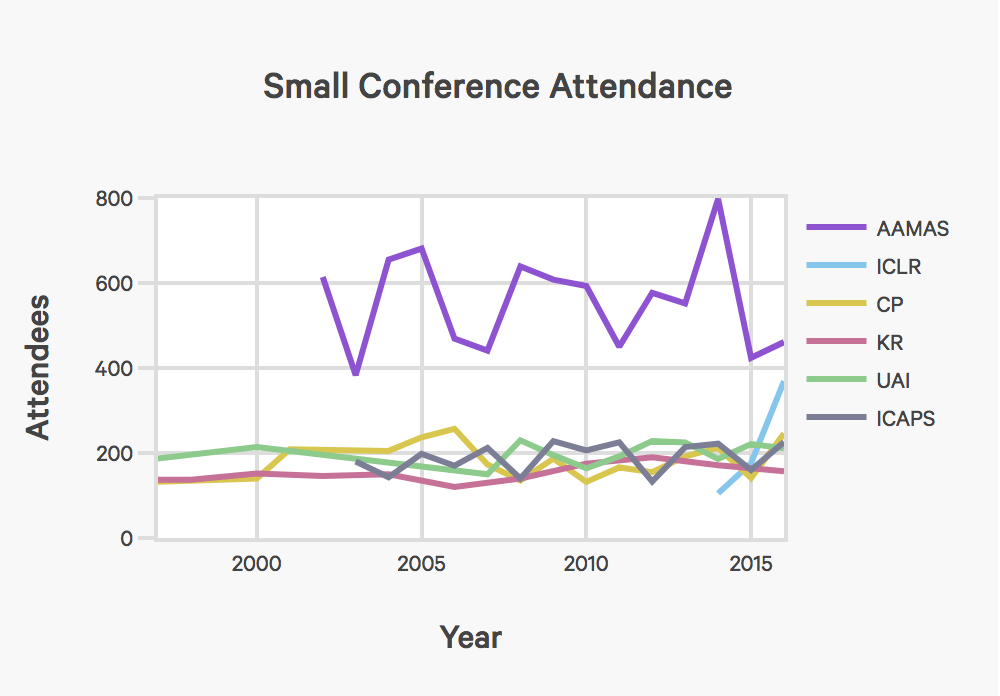 Small Conference Attendance
800
600
400
200
0
Attendees
2000 2005 2010 2015
Year
AAMAS
ICLR
CP
KR
UAI
ICAPS